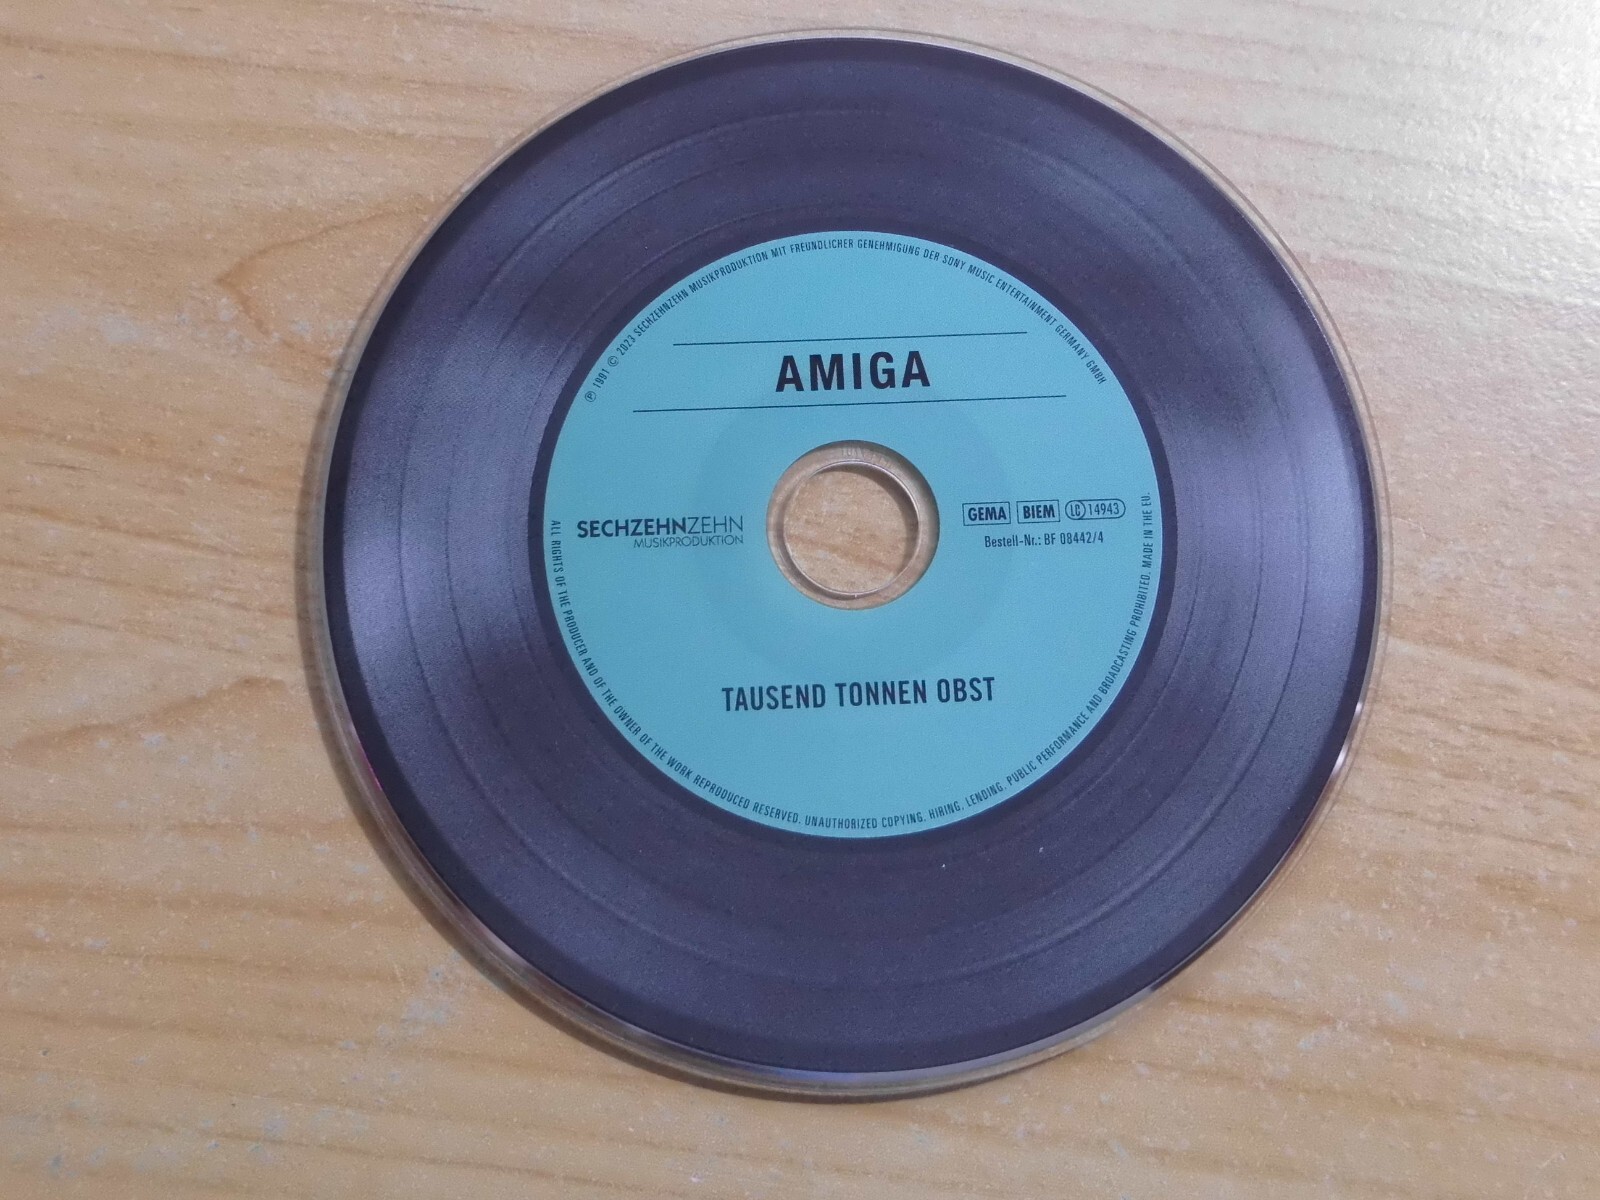 ℗ 1991 © 2023 SECHZEHNZEHN MUSIKPRODUKTION MIT FREUNDLICHER GENEHMIGUNG DER SONY MUSIC ENTERTAINMENT GERMANY GMBH
AMIGA
SECHZEHNZEHN
MUSIKPRODUKTION
GEMA BIEM LC 14943
Bestell-Nr.: BF 08442/4
TAUSEND TONNEN OBST
ALL RIGHTS OF THE PRODUCER AND OF THE OWNER OF THE WORK REPRODUCED RESERVED. UNAUTHORIZED COPYING, HIRING, LENDING, PUBLIC PERFORMANCE AND BROADCASTING PROHIBITED. MADE IN THE EU.